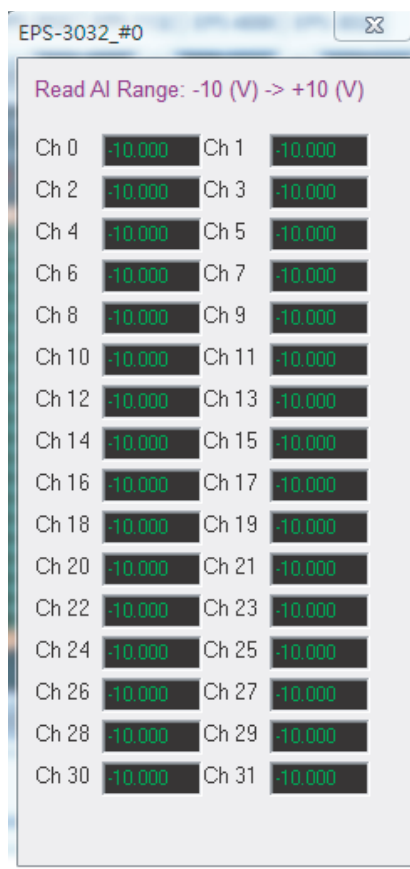 EPS-3032_#0
Read AI Range: -10 (V) -> +10 (V)
Ch 0 -10.000 Ch 1 -10.000
Ch 2 -10.000 Ch 3 -10.000
Ch 4 -10.000 Ch 5 -10.000
Ch 6 -10.000 Ch 7 -10.000
Ch 8 -10.000 Ch 9 -10.000
Ch 10 -10.000 Ch 11 -10.000
Ch 12 -10.000 Ch 13 -10.000
Ch 14 -10.000 Ch 15 -10.000
Ch 16 -10.000 Ch 17 -10.000
Ch 18 -10.000 Ch 19 -10.000
Ch 20 -10.000 Ch 21 -10.000
Ch 22 -10.000 Ch 23 -10.000
Ch 24 -10.000 Ch 25 -10.000
Ch 26 -10.000 Ch 27 -10.000
Ch 28 -10.000 Ch 29 -10.000
Ch 30 -10.000 Ch 31 -10.000